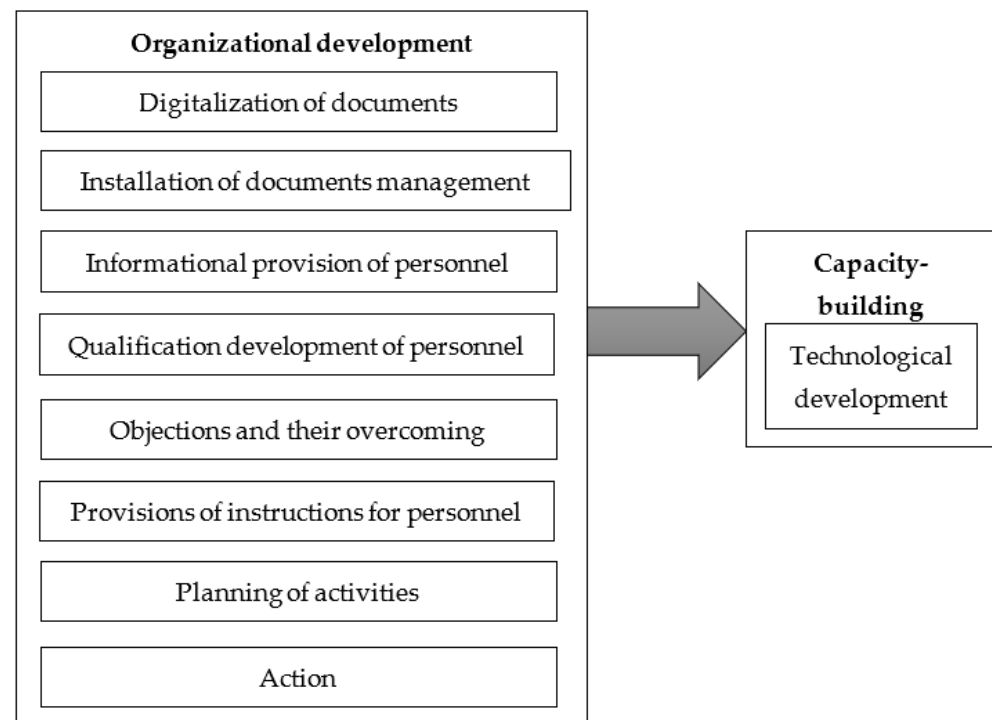 Organizational development
Digitalization of documents
Installation of documents management
Informational provision of personnel
Qualification development of personnel
Objections and their overcoming
Provisions of instructions for personnel
Planning of activities
Action
Capacity-
building
Technological
development